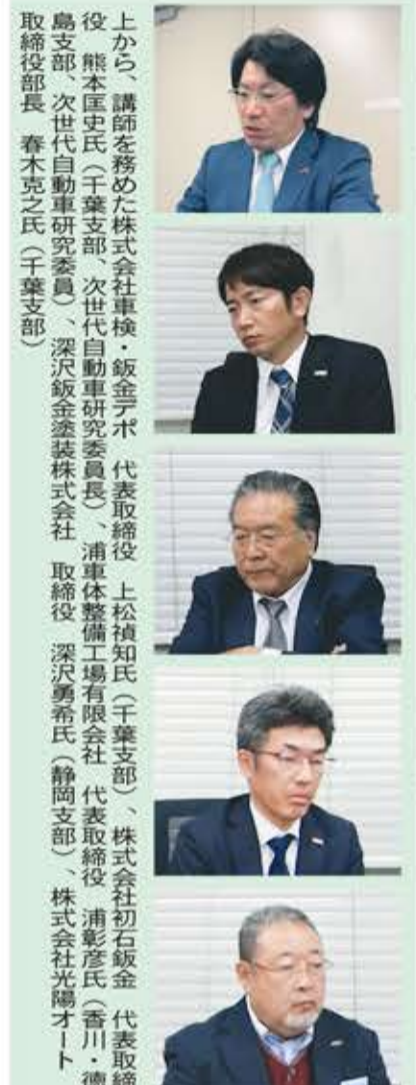 上から、講師を務めた株式会社車検・鈑金デポ　代表取締役　上松禎知氏（千葉支部）、株式会社初石鈑金　代表取締
役　熊本匡史氏（千葉支部、次世代自動車研究委員長）、浦車体整備工場有限会社　代表取締役　浦彰彦氏（香川・徳
島支部、次世代自動車研究委員）、深沢鈑金塗装株式会社　取締役　深沢勇希氏（静岡支部）、株式会社光陽オート
取締役部長　春木克之氏（千葉支部）